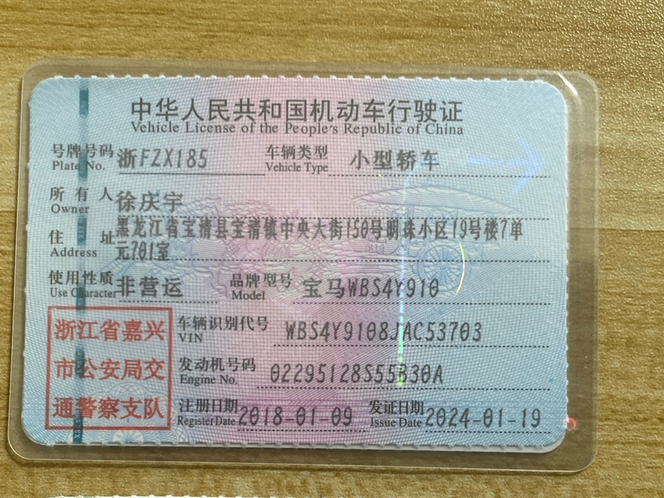 中华人民共和国机动车行驶证
Vehicle License of the People's Republic of China
号牌号码 浙FZX185 车辆类型 小型轿车
Plate No. Vehicle Type
所有人 徐庆宇
Owner
住址 黑龙江省宝清县宝清镇中央大街150号明珠小区19号楼7单
Address 元701室
使用性质 非营运 品牌型号 宝马WBS4Y910
Use Character Model
浙江省嘉兴
市公安局交
通警察支队
车辆识别代号 WBS4Y9108JAC53703
VIN
发动机号码 02295128S55B30A
Engine No.
注册日期 2018-01-09 发证日期 2024-01-19
Register Date Issue Date